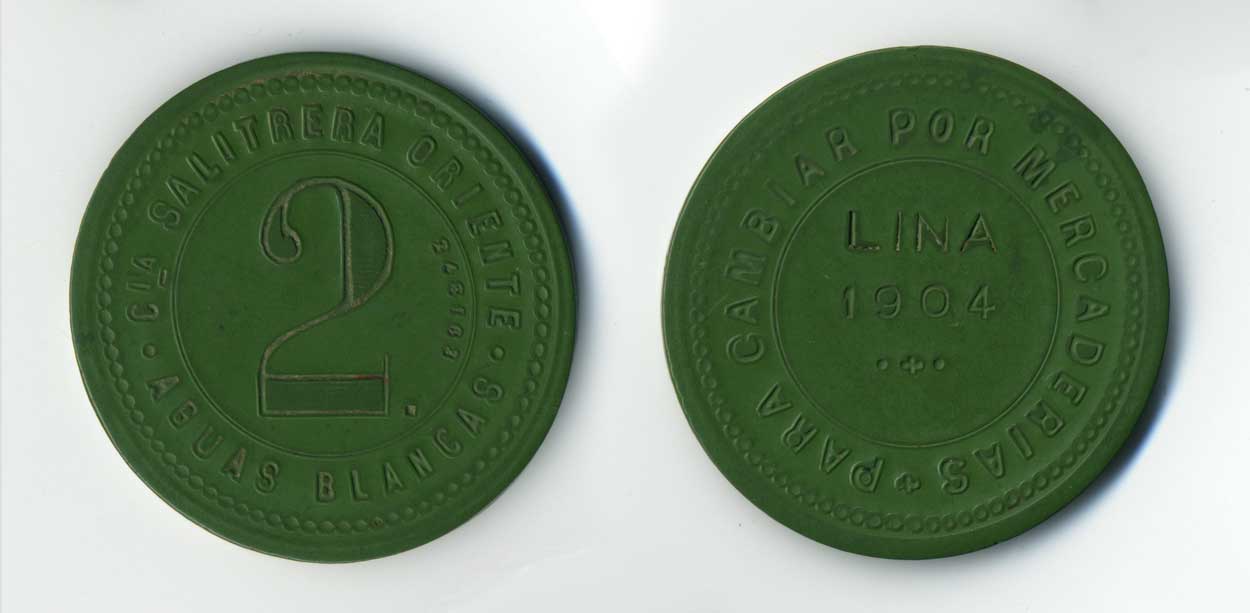 CIA SALITRERA ORIENTE
2.
• AGUAS BLANCAS •
PARA CAMBIAR POR MERCADERIAS
LINA
1904